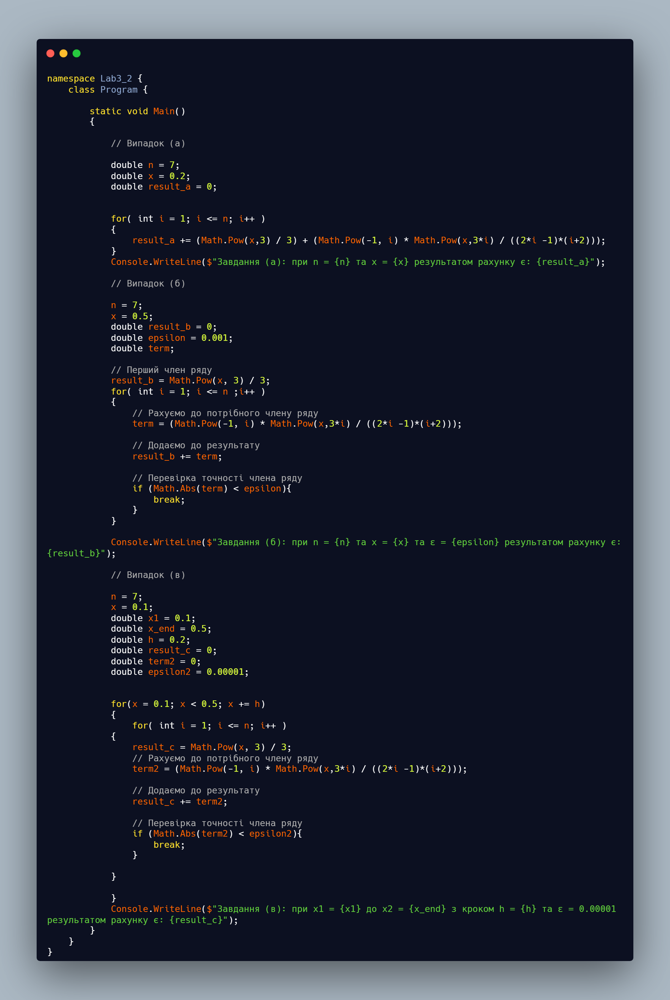 namespace Lab3_2 {
    class Program {

        static void Main()
        {

            // Випадок (а)

            double n = 7;
            double x = 0.2;
            double result_a = 0;


            for( int i = 1; i <= n; i++ )
            {
                result_a += (Math.Pow(x,3) / 3) + (Math.Pow(-1, i) * Math.Pow(x,3*i) / ((2*i -1)*(i+2)));
            }
            Console.WriteLine($"Завдання (а): при n = {n} та x = {x} результатом рахунку є: {result_a}");

            // Випадок (б)

            n = 7;
            x = 0.5;
            double result_b = 0;
            double epsilon = 0.001;
            double term;

            // Перший член ряду
            result_b = Math.Pow(x, 3) / 3;
            for( int i = 1; i <= n ;i++ )
            {
                // Рахуємо до потрібного члену ряду
                term = (Math.Pow(-1, i) * Math.Pow(x,3*i) / ((2*i -1)*(i+2)));

                // Додаємо до результату
                result_b += term;

                // Перевірка точності члена ряду
                if (Math.Abs(term) < epsilon){
                    break;
                }
            }

            Console.WriteLine($"Завдання (б): при n = {n} та x = {x} та ε = {epsilon} результатом рахунку є:
{result_b}");

            // Випадок (в)

            n = 7;
            x = 0.1;
            double x1 = 0.1;
            double x_end = 0.5;
            double h = 0.2;
            double result_c = 0;
            double term2 = 0;
            double epsilon2 = 0.00001;


            for(x = 0.1; x < 0.5; x += h)
            {
                for( int i = 1; i <= n; i++ )
            {
                result_c = Math.Pow(x, 3) / 3;
                // Рахуємо до потрібного члену ряду
                term2 = (Math.Pow(-1, i) * Math.Pow(x,3*i) / ((2*i -1)*(i+2)));

                // Додаємо до результату
                result_c += term2;

                // Перевірка точності члена ряду
                if (Math.Abs(term2) < epsilon2){
                    break;
                }

            }

            }
            Console.WriteLine($"Завдання (в): при x1 = {x1} до x2 = {x_end} з кроком h = {h} та ε = 0.00001
результатом рахунку є: {result_c}");
        }
    }
}